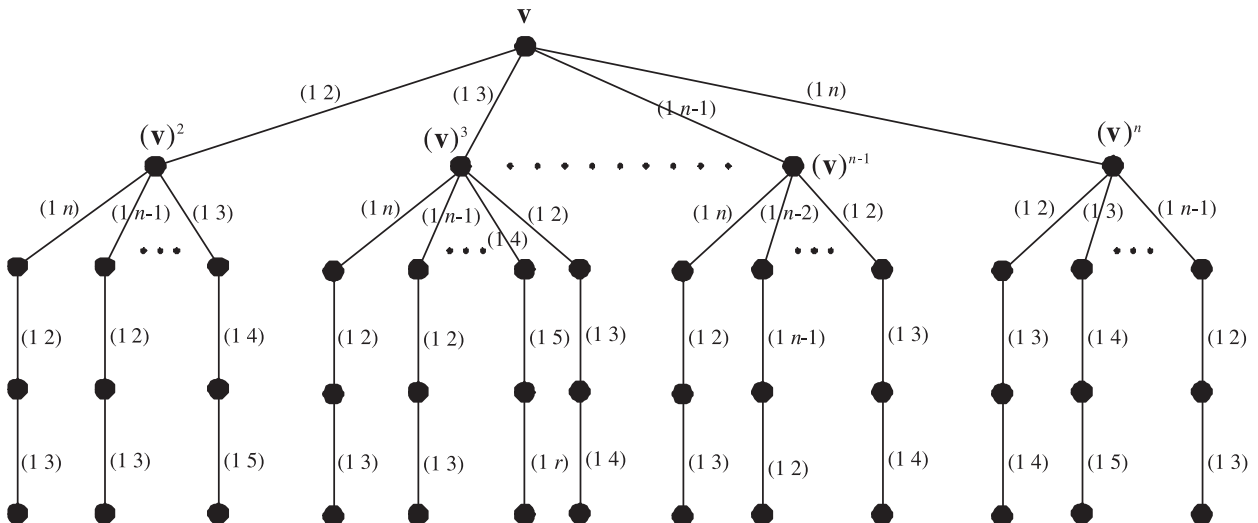 v
(1 2) (1 3) (1 n-1) (1 n)
(v)² (v)³ (v)ⁿ⁻¹ (v)ⁿ
(1 n) (1 n-1) (1 3) (1 n) (1 n-1) (1 4) (1 2) (1 n) (1 n-2) (1 2) (1 2) (1 3) (1 n-1)
(1 2) (1 2) (1 4) (1 2) (1 2) (1 5) (1 3) (1 2) (1 n-1) (1 3) (1 3) (1 4) (1 2)
(1 3) (1 3) (1 5) (1 3) (1 3) (1 r) (1 4) (1 3) (1 2) (1 4) (1 4) (1 5) (1 3)